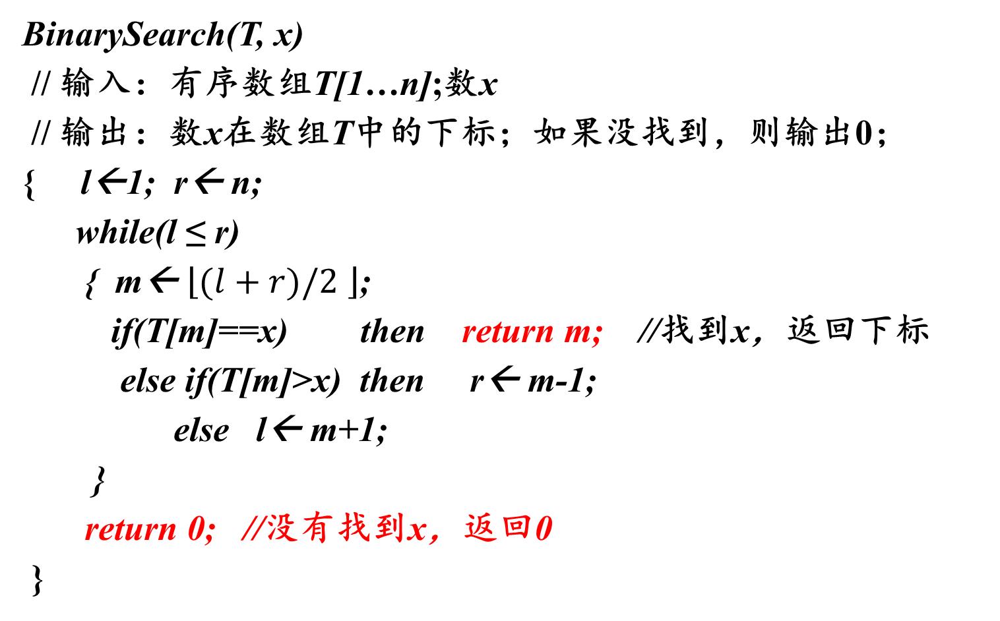 BinarySearch(T, x)
// 输入：有序数组T[1…n];数x
// 输出：数x在数组T中的下标；如果没找到，则输出0；
{ l←1; r← n;
while(l ≤ r)
{ m← ⌊(l + r)/2 ⌋;
if(T[m]==x) then return m; //找到x，返回下标
else if(T[m]>x) then r← m-1;
else l← m+1;
}
return 0; //没有找到x，返回0
}